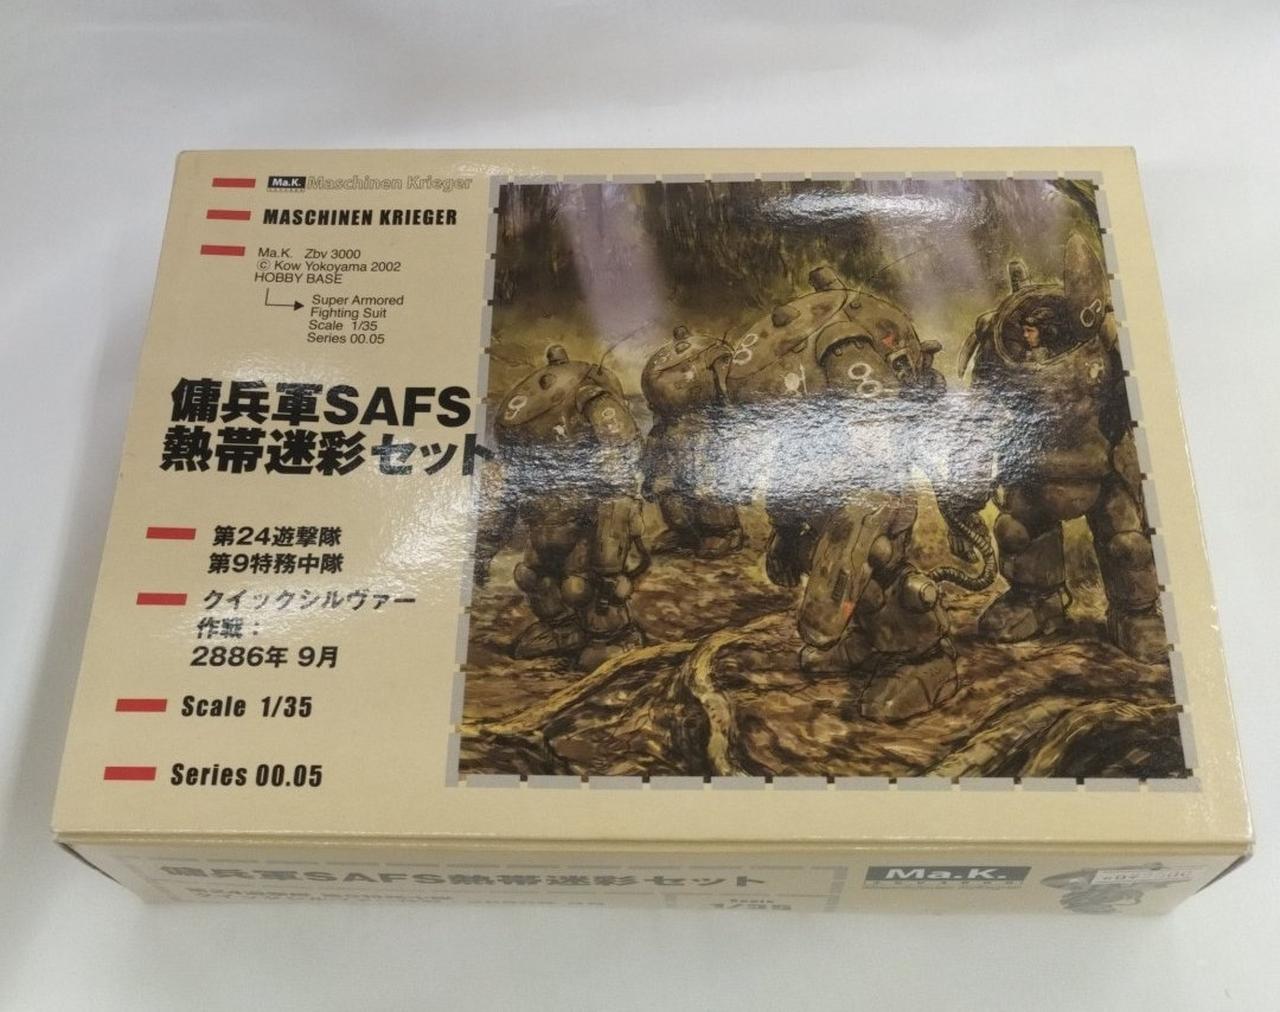 Ma.K. Maschinen Krieger
MASCHINEN KRIEGER
Ma.K. Zbv 3000
© Kow Yokoyama 2002
HOBBY BASE
Super Armored
Fighting Suit
Scale 1/35
Series 00.05
傭兵軍SAFS
熱帯迷彩セット
第24遊撃隊
第9特務中隊
クイックシルヴァー
作戦：
2886年 9月
Scale 1/35
Series 00.05
傭兵軍SAFS熱帯迷彩セット
Ma.K.
Scale
1/35